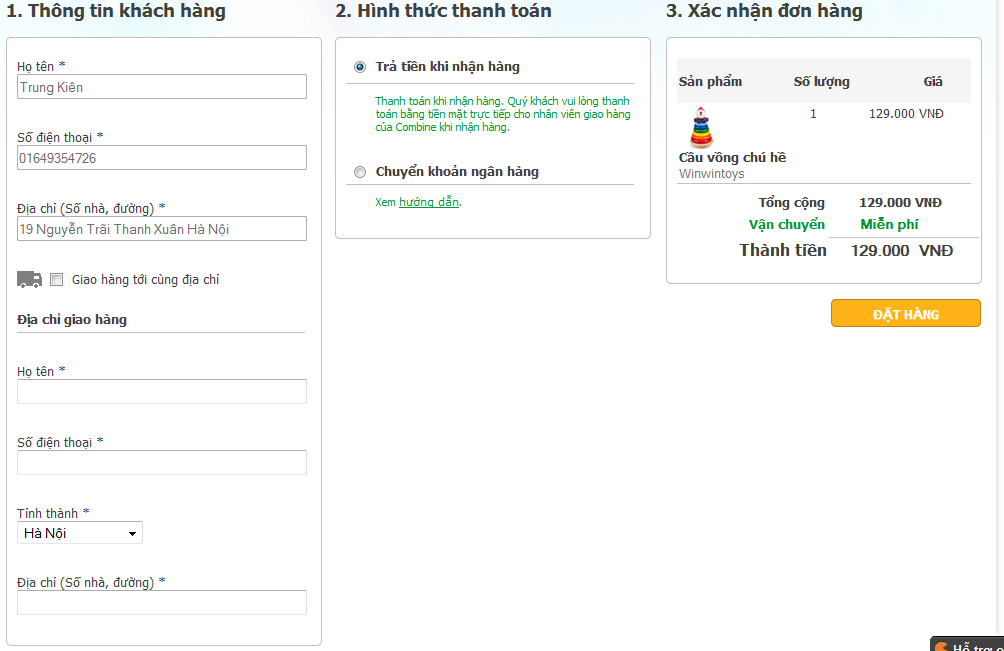 1. Thông tin khách hàng
Họ tên *
Trung Kiên
Số điện thoại *
01649354726
Địa chỉ (Số nhà, đường) *
19 Nguyễn Trãi Thanh Xuân Hà Nội
Giao hàng tới cùng địa chỉ
Địa chỉ giao hàng
Họ tên *
Số điện thoại *
Tỉnh thành *
Hà Nội
Địa chỉ (Số nhà, đường) *
2. Hình thức thanh toán
Trả tiền khi nhận hàng
Thanh toán khi nhận hàng. Quý khách vui lòng thanh
toán bằng tiền mặt trực tiếp cho nhân viên giao hàng
của Combine khi nhận hàng.
Chuyển khoản ngân hàng
Xem hướng dẫn.
3. Xác nhận đơn hàng
Sản phẩm Số lượng Giá
1 129.000 VNĐ
Cầu vồng chú hề
Winwintoys
Tổng cộng 129.000 VNĐ
Vận chuyển Miễn phí
Thành tiền 129.000 VNĐ
ĐẶT HÀNG
Hỗ trợ